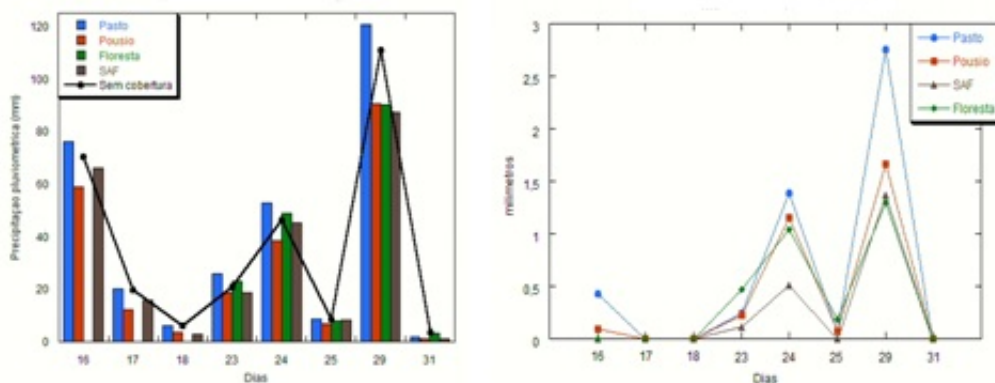 120
100
80
60
40
20
0
Precipitaçao pluviometrica (mm)
Pasto
Pousio
Floresta
SAF
Sem cobertura
16 17 18 23 24 25 29 31
Dias
3
2,5
2
1,5
1
0,5
0
milimetros
Pasto
Pousio
SAF
Floresta
16 17 18 23 24 25 29 31
Dias